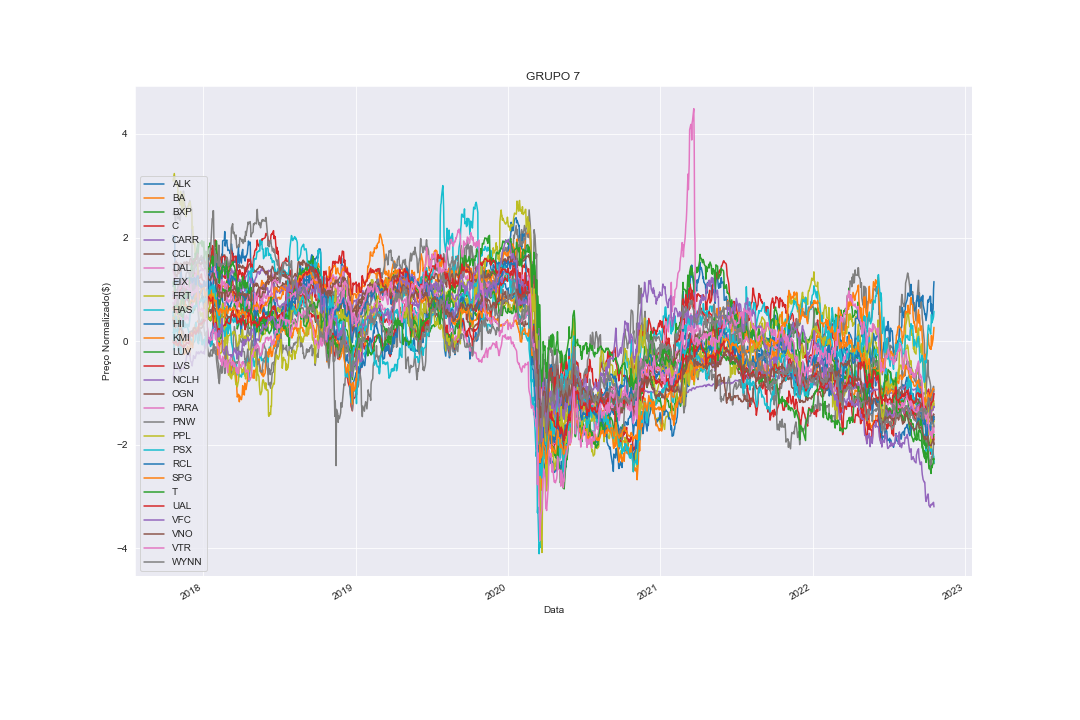 GRUPO 7
Preço Normalizado($)
4
2
0
−2
−4
ALK
BA
BXP
C
CARR
CCL
DAL
EIX
FRT
HAS
HII
KMI
LUV
LVS
NCLH
OGN
PARA
PNW
PPL
PSX
RCL
SPG
T
UAL
VFC
VNO
VTR
WYNN
2018
2019
2020
2021
2022
2023
Data